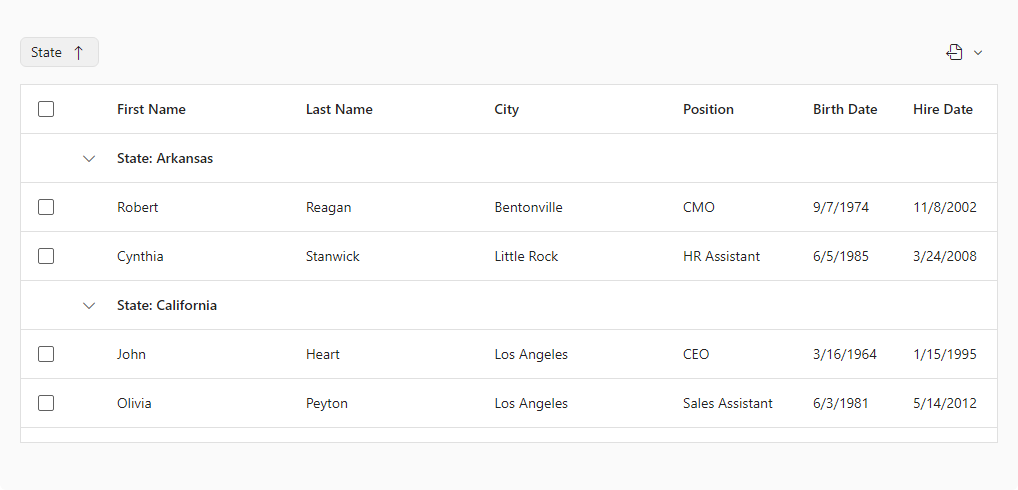 State
First Name Last Name City Position Birth Date Hire Date
State: Arkansas
Robert Reagan Bentonville CMO 9/7/1974 11/8/2002
Cynthia Stanwick Little Rock HR Assistant 6/5/1985 3/24/2008
State: California
John Heart Los Angeles CEO 3/16/1964 1/15/1995
Olivia Peyton Los Angeles Sales Assistant 6/3/1981 5/14/2012